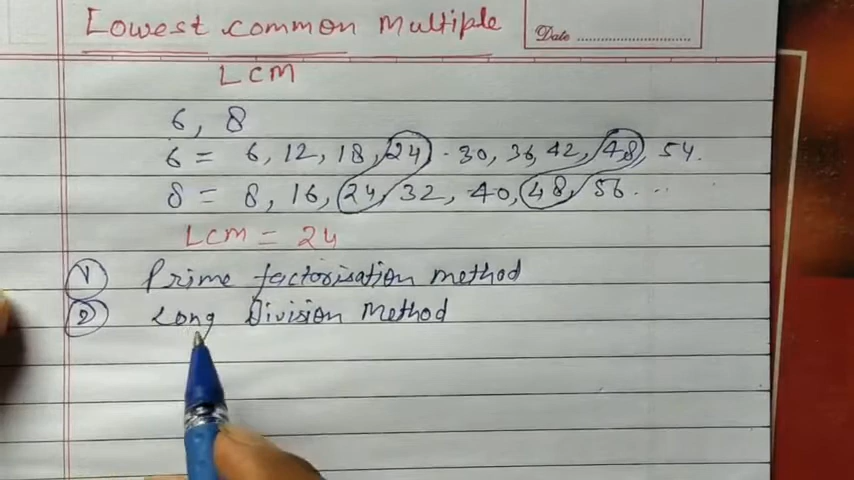 Lowest common Multiple
Date
LCM
6, 8
6 = 6, 12, 18, 24 . 30, 36, 42, 48, 54.
8 = 8, 16, 24, 32, 40, 48, 56 ...
LCM = 24
1 Prime factorisation method
2 Long Division Method